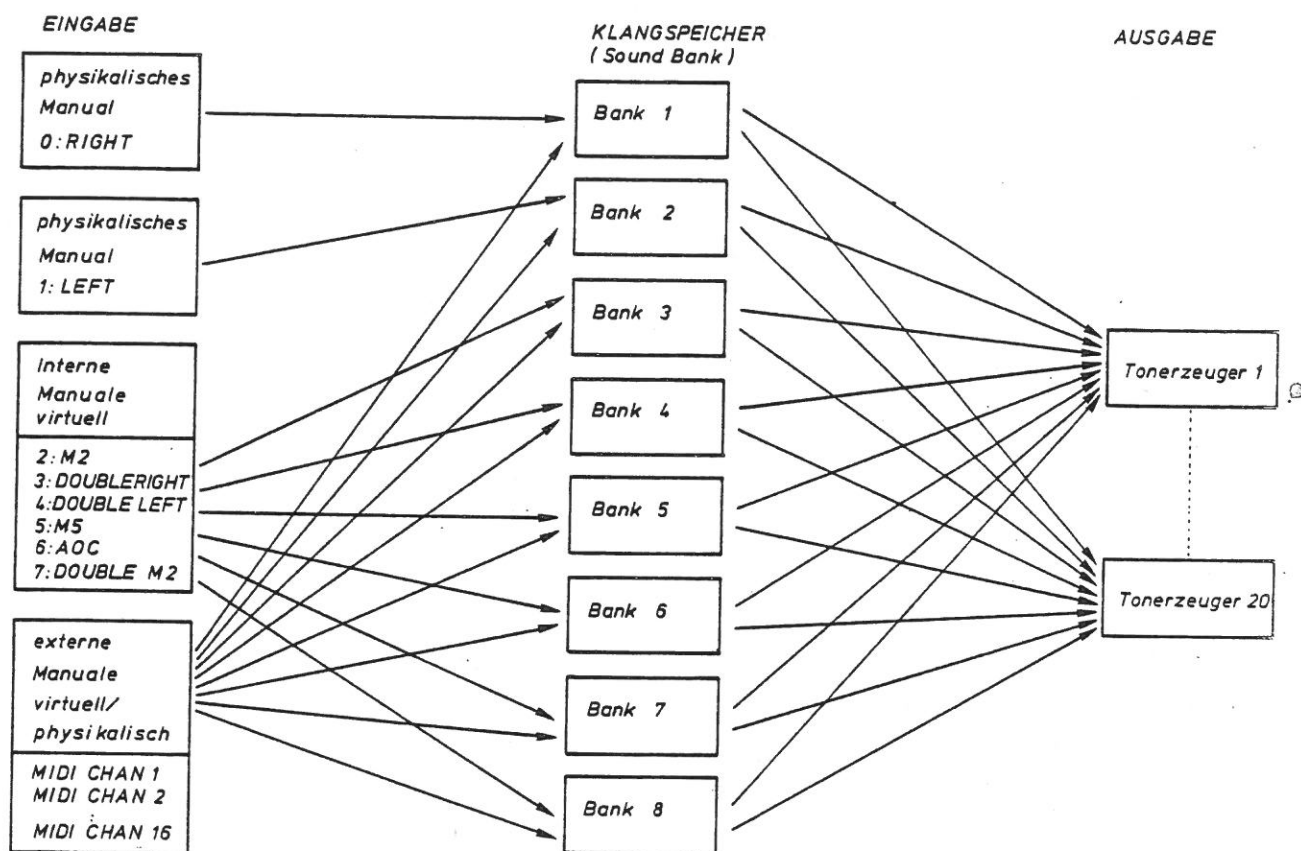 EINGABE
physikalisches
Manual
0:RIGHT
physikalisches
Manual
1: LEFT
interne
Manuale
virtuell
2: M2
3: DOUBLERIGHT
4: DOUBLE LEFT
5: M5
6: AOC
7: DOUBLE M2
externe
Manuale
virtuell/
physikalisch
MIDI CHAN 1
MIDI CHAN 2
:
MIDI CHAN 16
KLANGSPEICHER
( Sound Bank )
Bank 1
Bank 2
Bank 3
Bank 4
Bank 5
Bank 6
Bank 7
Bank 8
AUSGABE
Tonerzeuger 1
Tonerzeuger 20